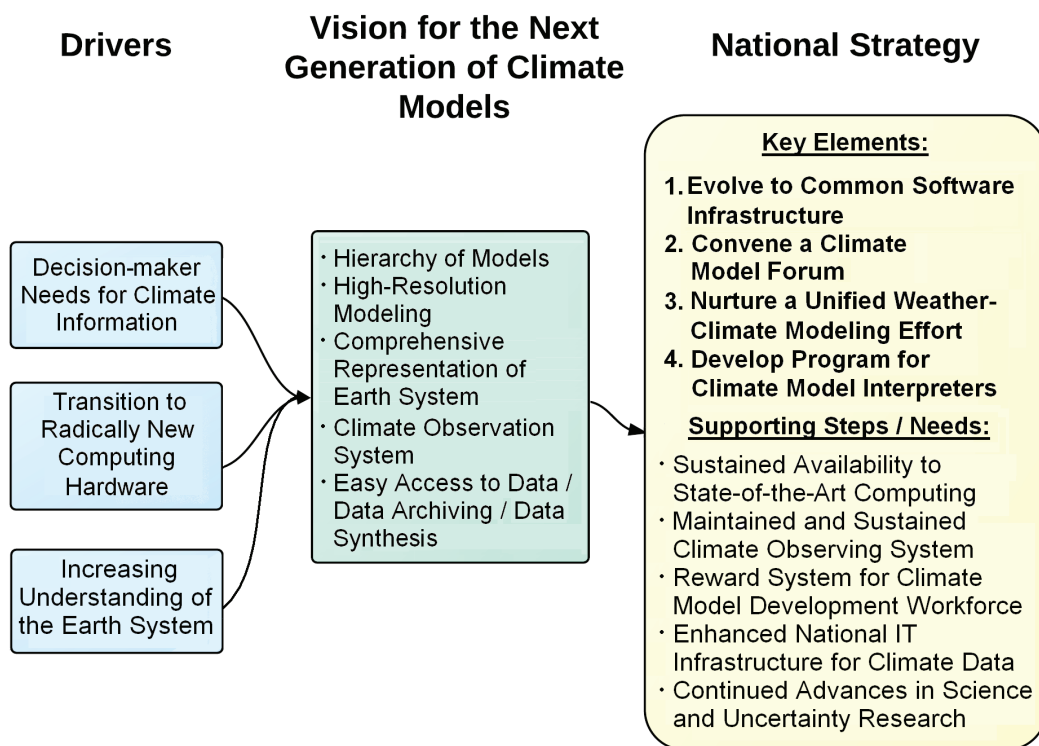 Drivers
Vision for the Next
Generation of Climate
Models
National Strategy
Decision-maker
Needs for Climate
Information
Transition to
Radically New
Computing
Hardware
Increasing
Understanding of
the Earth System
· Hierarchy of Models
· High-Resolution
Modeling
· Comprehensive
Representation of
Earth System
· Climate Observation
System
· Easy Access to Data /
Data Archiving / Data
Synthesis
Key Elements:
1. Evolve to Common Software
Infrastructure
2. Convene a Climate
Model Forum
3. Nurture a Unified Weather-
Climate Modeling Effort
4. Develop Program for
Climate Model Interpreters
Supporting Steps / Needs:
· Sustained Availability to
State-of-the-Art Computing
· Maintained and Sustained
Climate Observing System
· Reward System for Climate
Model Development Workforce
· Enhanced National IT
Infrastructure for Climate Data
· Continued Advances in Science
and Uncertainty Research